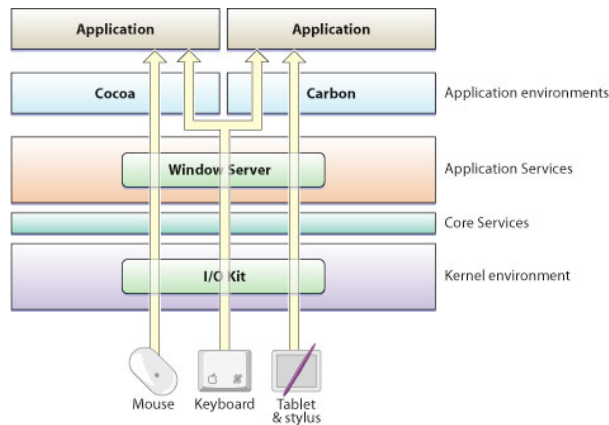 Application
Application
Cocoa
Carbon
Application environments
Window Server
Application Services
Core Services
I/O Kit
Kernel environment
Mouse
Keyboard
Tablet
& stylus